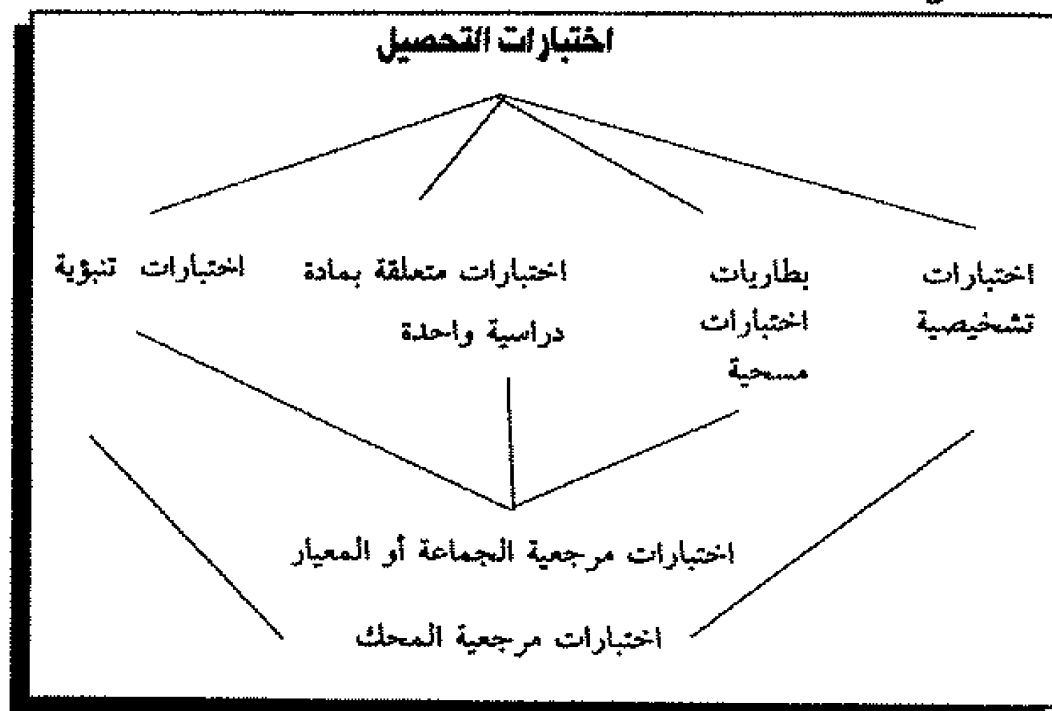 اختبارات التحصيل
اختبارات
تشخيصية
بطاريات
اختبارات
مسحية
اختبارات متعلقة بمادة
دراسية واحدة
اختبارات تنبؤية
اختبارات مرجعية الجماعة أو المعيار
اختبارات مرجعية المحك